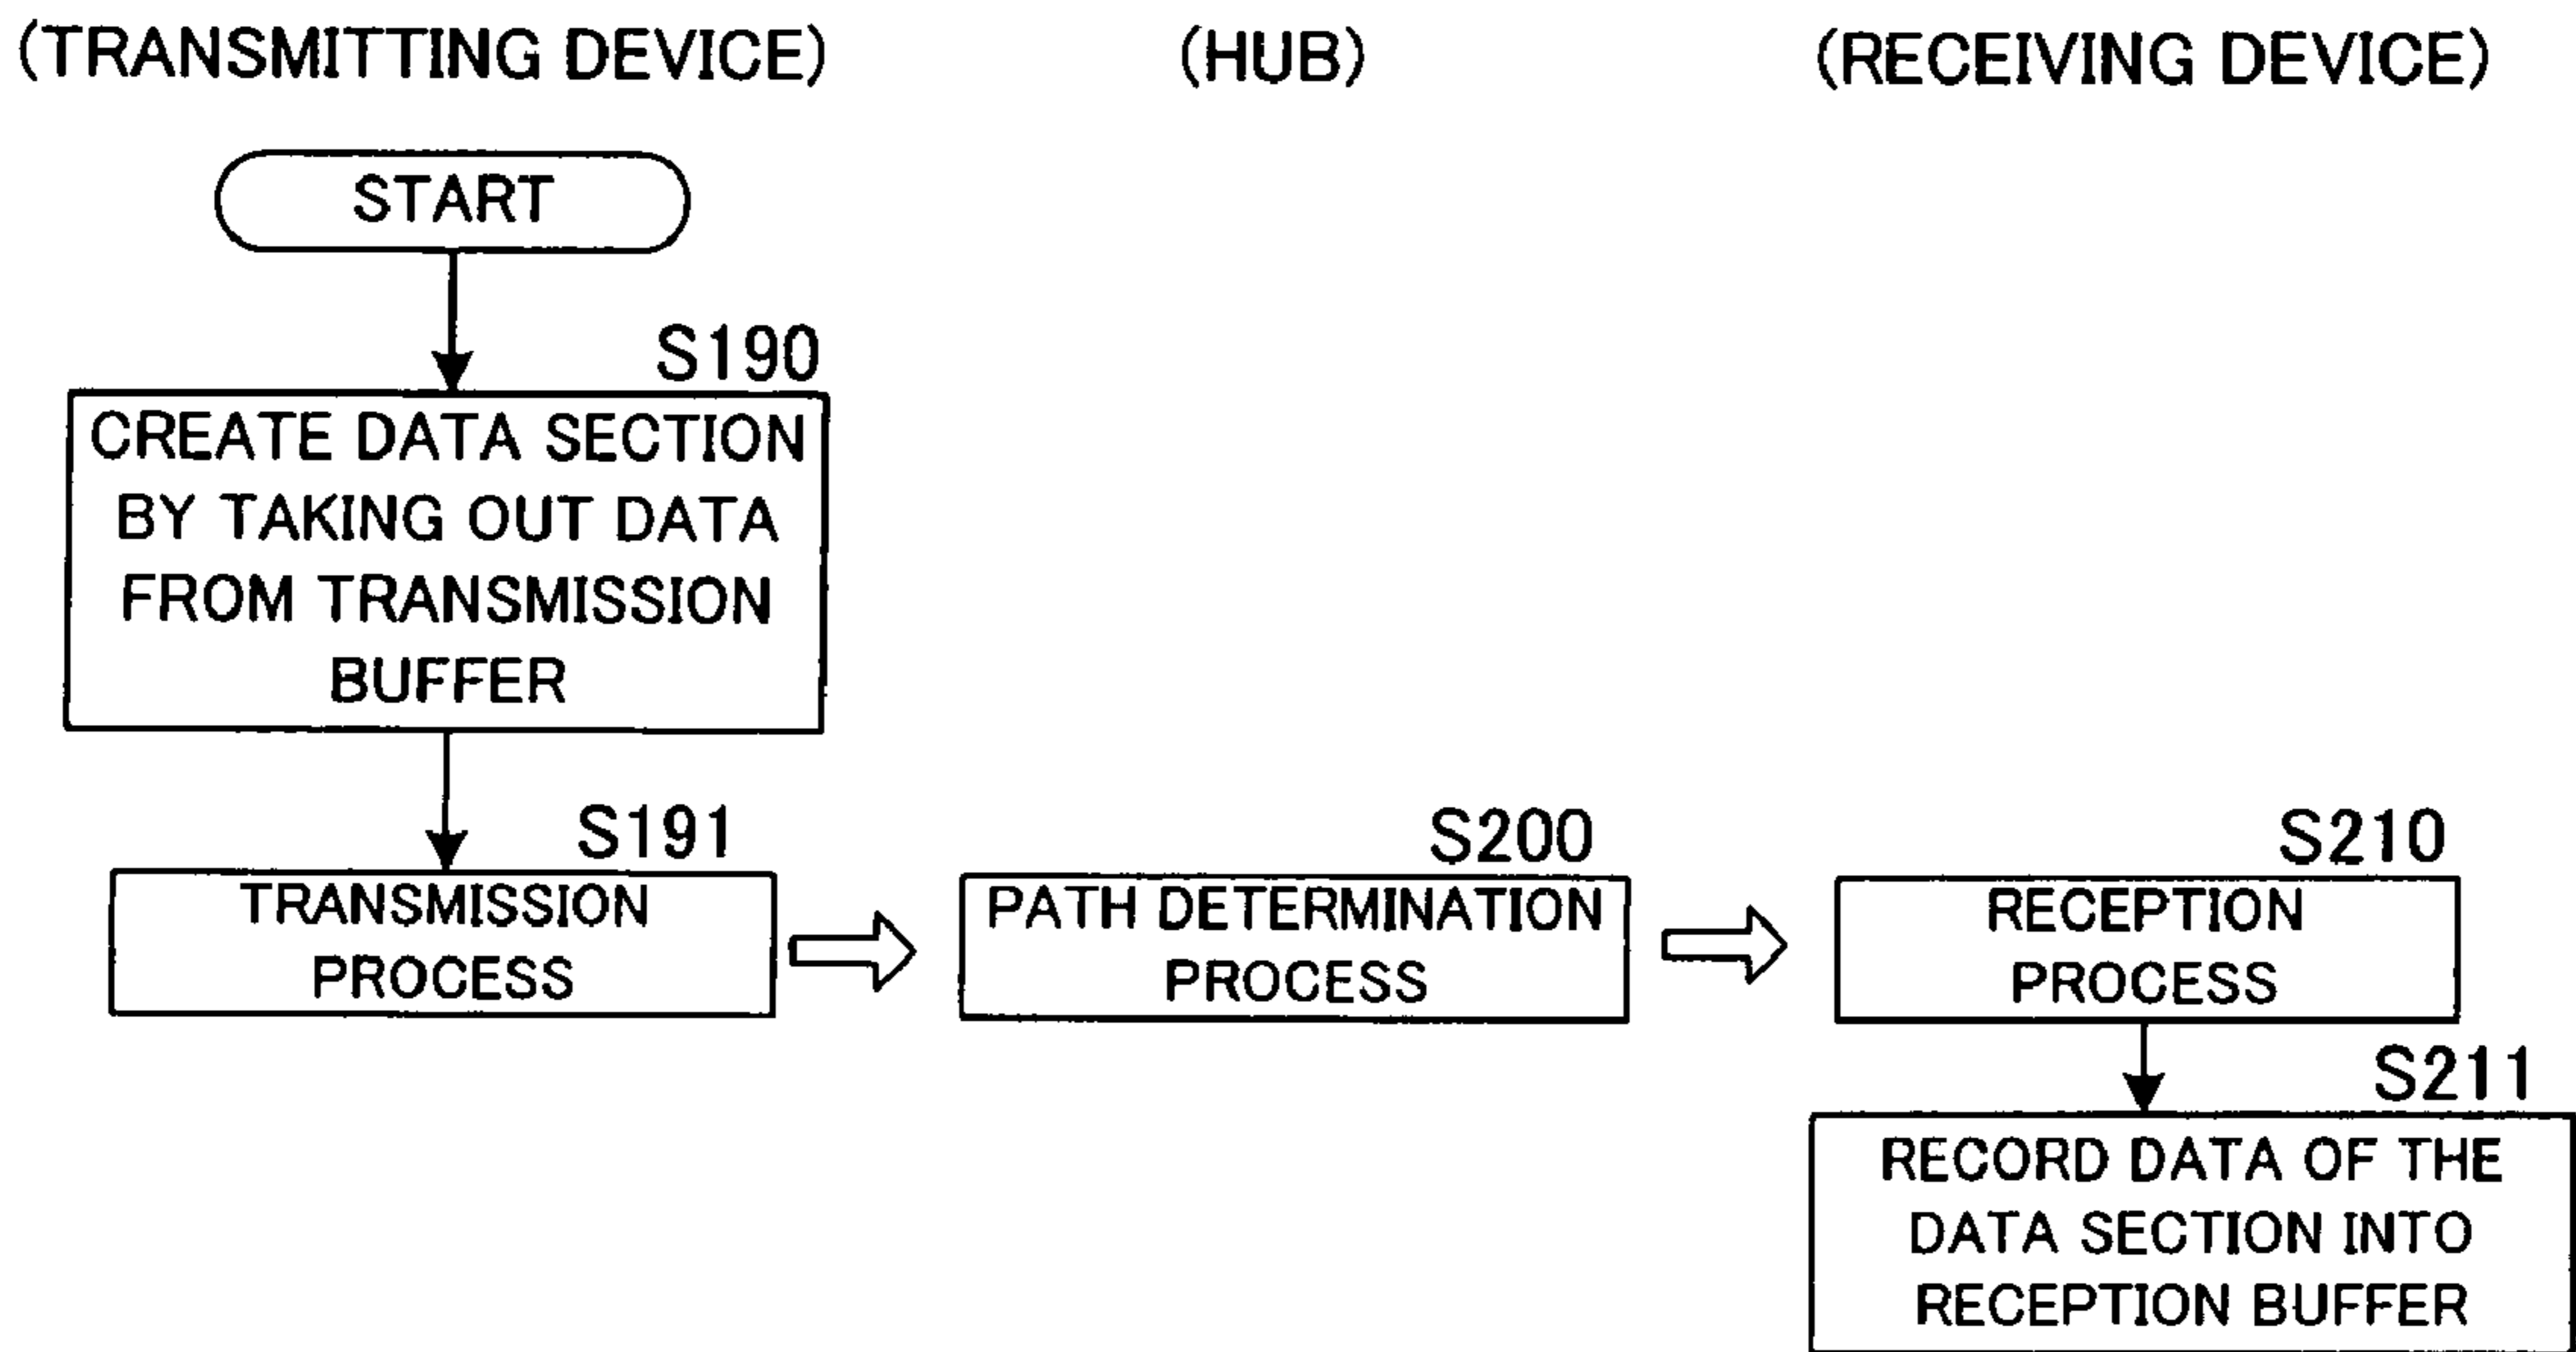 (TRANSMITTING DEVICE)
(HUB)
(RECEIVING DEVICE)
START
S190
CREATE DATA SECTION
BY TAKING OUT DATA
FROM TRANSMISSION
BUFFER
S191
TRANSMISSION
PROCESS
S200
PATH DETERMINATION
PROCESS
S210
RECEPTION
PROCESS
S211
RECORD DATA OF THE
DATA SECTION INTO
RECEPTION BUFFER